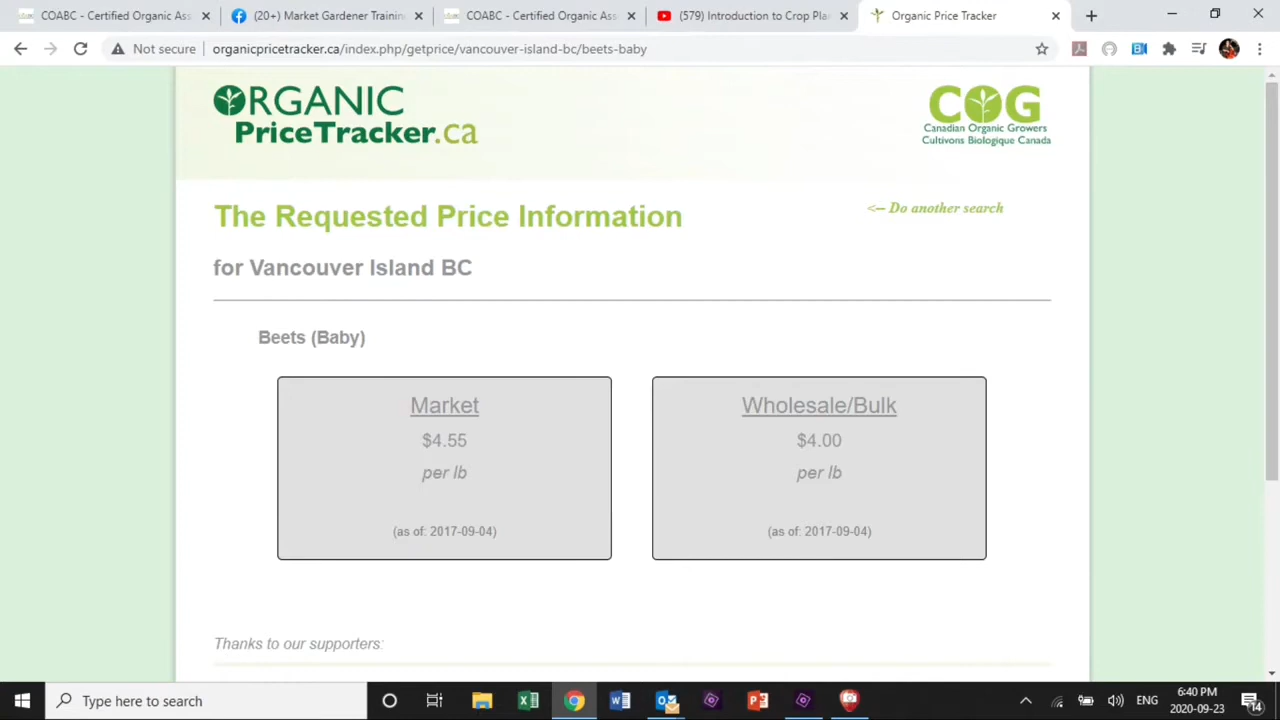 COABC - Certified Organic Ass
(20+) Market Gardener Training
COABC - Certified Organic Ass
(579) Introduction to Crop Plan
Organic Price Tracker
Not secure
organicpricetracker.ca/index.php/getprice/vancouver-island-bc/beets-baby
ORGANIC
PriceTracker.ca
COG
Canadian Organic Growers
Cultivons Biologique Canada
The Requested Price Information
<-- Do another search
for Vancouver Island BC
Beets (Baby)
Market
$4.55
per lb
(as of: 2017-09-04)
Wholesale/Bulk
$4.00
per lb
(as of: 2017-09-04)
Thanks to our supporters:
Type here to search
ENG
6:40 PM
2020-09-23
14